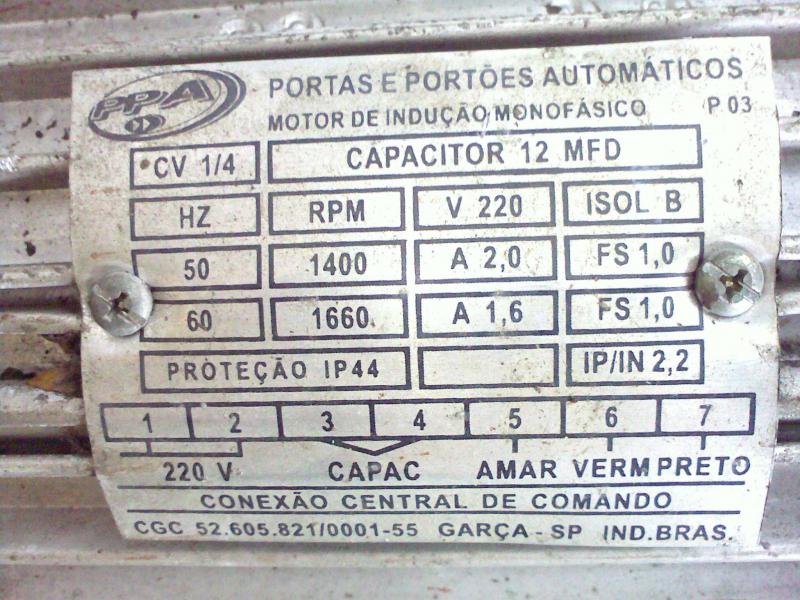 PPA PORTAS E PORTÕES AUTOMÁTICOS
MOTOR DE INDUÇÃO MONOFÁSICO P 03
CV 1/4 CAPACITOR 12 MFD
HZ RPM V 220 ISOL B
50 1400 A 2,0 FS 1,0
60 1660 A 1,6 FS 1,0
PROTEÇÃO IP44 IP/IN 2,2
1 2 3 4 5 6 7
220 V CAPAC AMAR VERM PRETO
CONEXÃO CENTRAL DE COMANDO
CGC 52.605.821/0001-55 GARÇA - SP IND.BRAS.